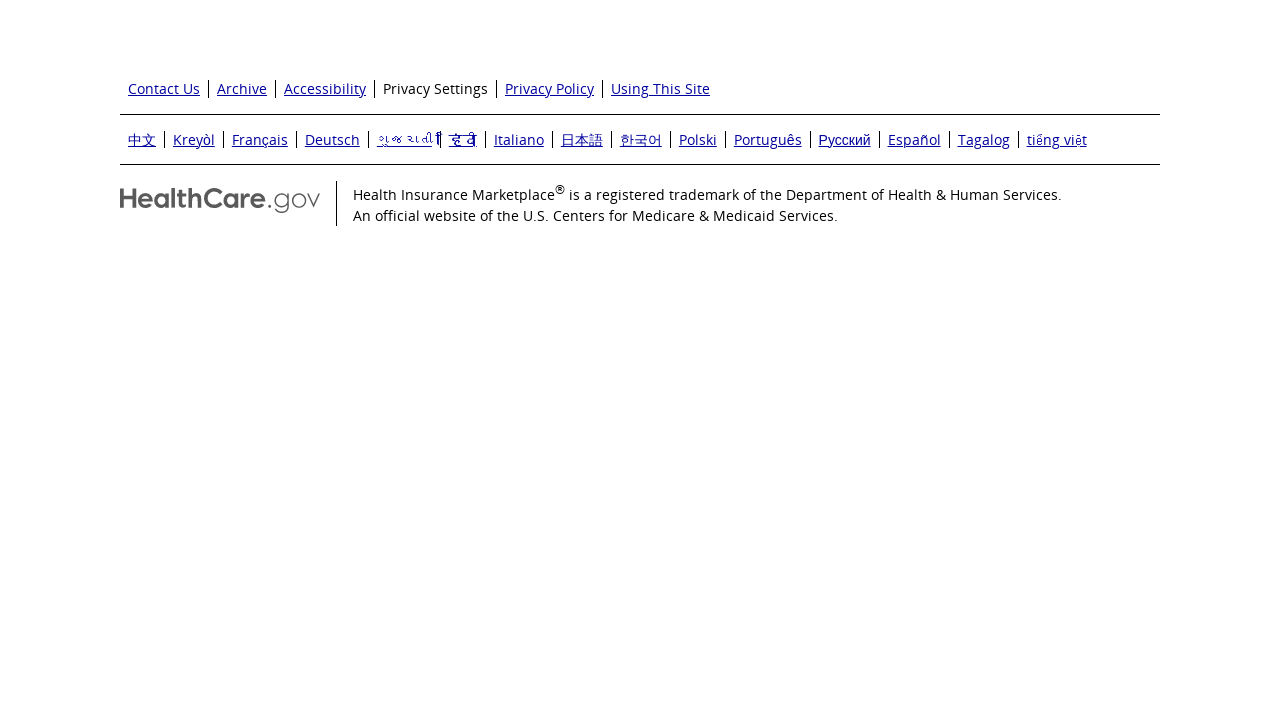 Contact Us Archive Accessibility Privacy Settings Privacy Policy Using This Site
中文 Kreyòl Français Deutsch ગુજરાતી हिंदी Italiano 日本語 한국어 Polski Português Русский Español Tagalog tiếng việt
HealthCare.gov
Health Insurance Marketplace® is a registered trademark of the Department of Health & Human Services.
An official website of the U.S. Centers for Medicare & Medicaid Services.